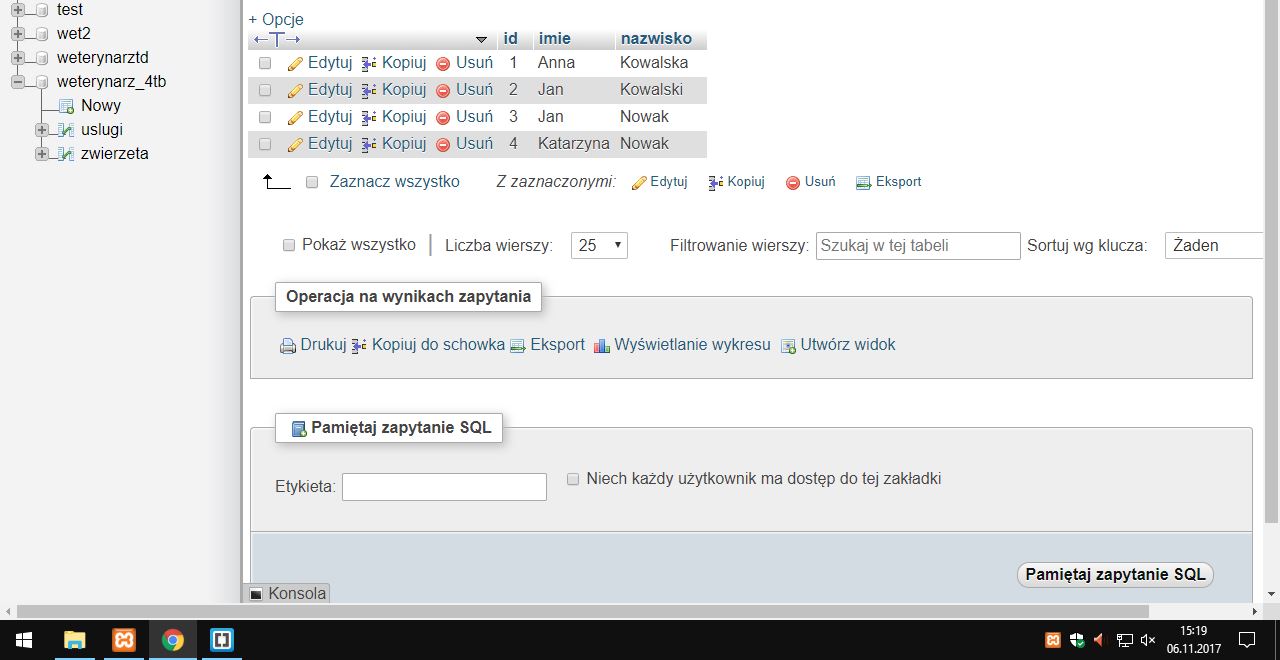 test
wet2
weterynarztd
weterynarz_4tb
Nowy
uslugi
zwierzeta
+ Opcje
←T→ id imie nazwisko
Edytuj Kopiuj Usuń 1 Anna Kowalska
Edytuj Kopiuj Usuń 2 Jan Kowalski
Edytuj Kopiuj Usuń 3 Jan Nowak
Edytuj Kopiuj Usuń 4 Katarzyna Nowak
Zaznacz wszystko Z zaznaczonymi: Edytuj Kopiuj Usuń Eksport
Pokaż wszystko | Liczba wierszy: 25 Filtrowanie wierszy: Szukaj w tej tabeli Sortuj wg klucza: Żaden
Operacja na wynikach zapytania
Drukuj Kopiuj do schowka Eksport Wyświetlanie wykresu Utwórz widok
Pamiętaj zapytanie SQL
Etykieta: Niech każdy użytkownik ma dostęp do tej zakładki
Pamiętaj zapytanie SQL
Konsola
15:19
06.11.2017